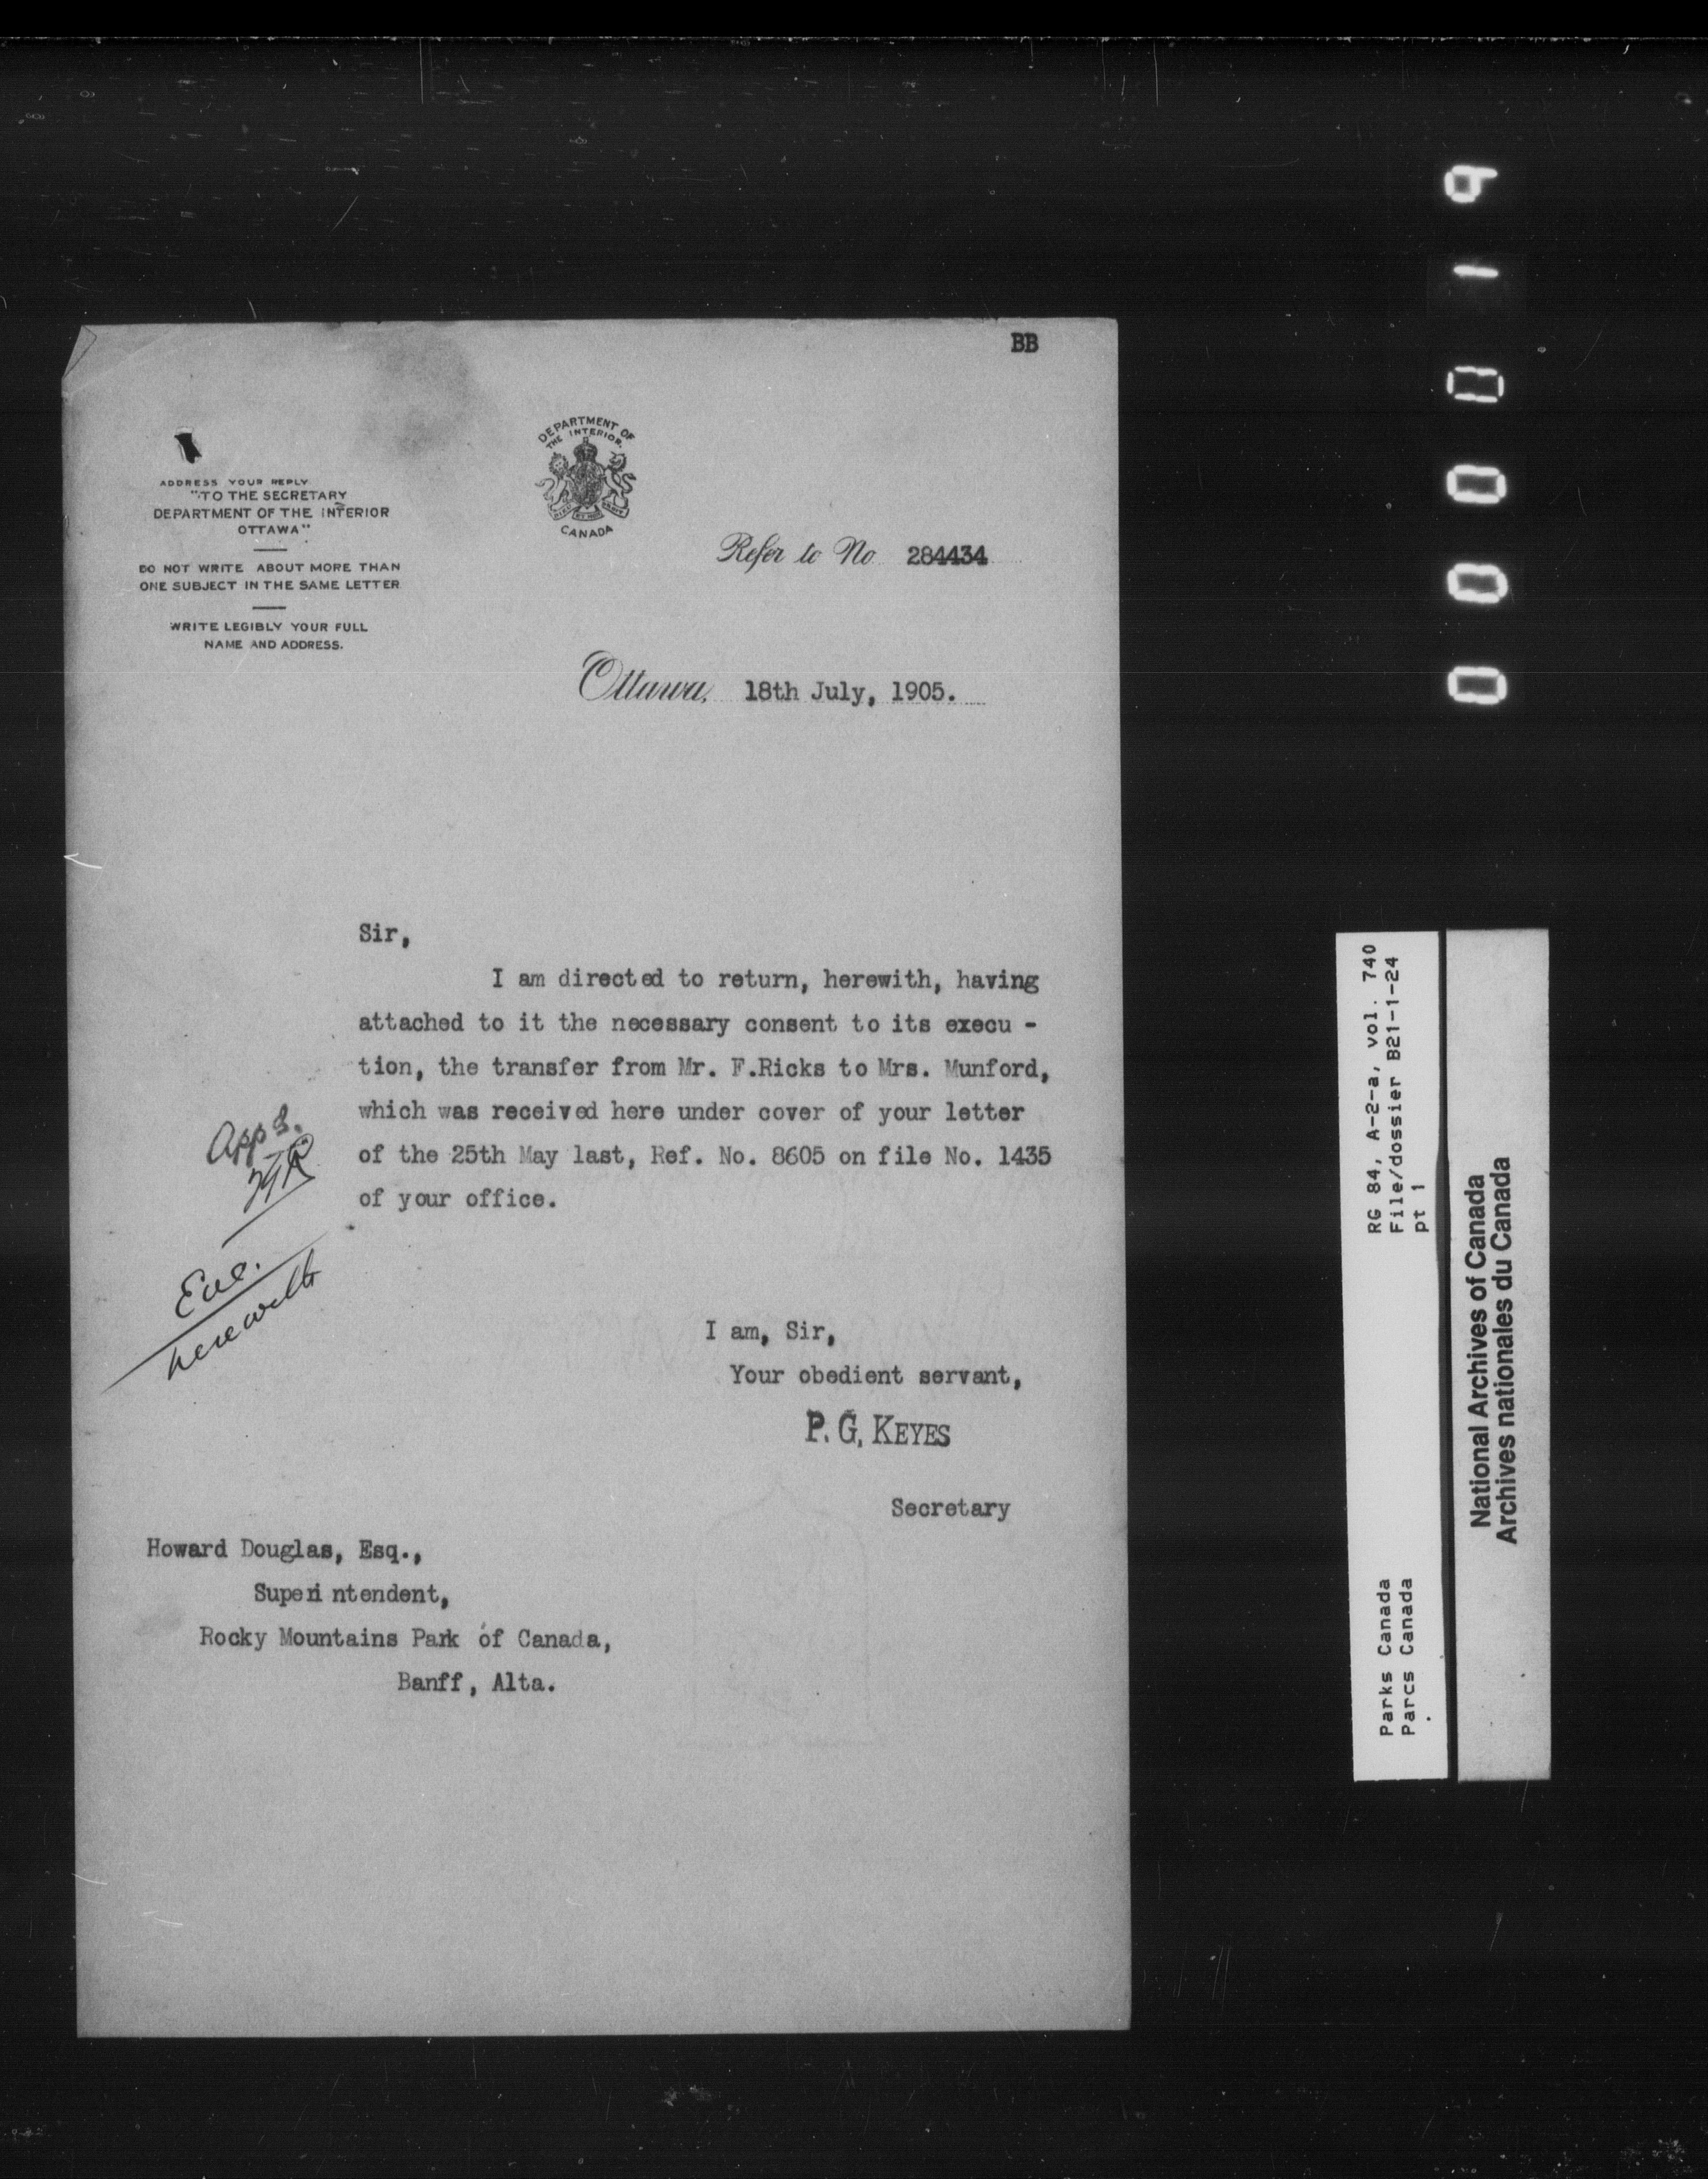 BB
DEPARTMENT OF
THE INTERIOR.
CANADA
ADDRESS YOUR REPLY
"TO THE SECRETARY
DEPARTMENT OF THE INTERIOR
OTTAWA"
DO NOT WRITE ABOUT MORE THAN
ONE SUBJECT IN THE SAME LETTER
WRITE LEGIBLY YOUR FULL
NAME AND ADDRESS.
Refer to No 284434
Ottawa, 18th July, 1905.
Sir,
I am directed to return, herewith, having
attached to it the necessary consent to its execu -
tion, the transfer from Mr. F.Ricks to Mrs. Munford,
which was received here under cover of your letter
of the 25th May last, Ref. No. 8605 on file No. 1435
of your office.
herewith
I am, Sir,
Your obedient servant,
P. G. KEYES
Secretary
Howard Douglas, Esq.,
Superintendent,
Rocky Mountains Park of Canada,
Banff, Alta.
000019
RG 84, A-2-a, vol. 740
File/dossier B21-1-24
pt 1
Parks Canada
Parcs Canada
National Archives of Canada
Archives nationales du Canada